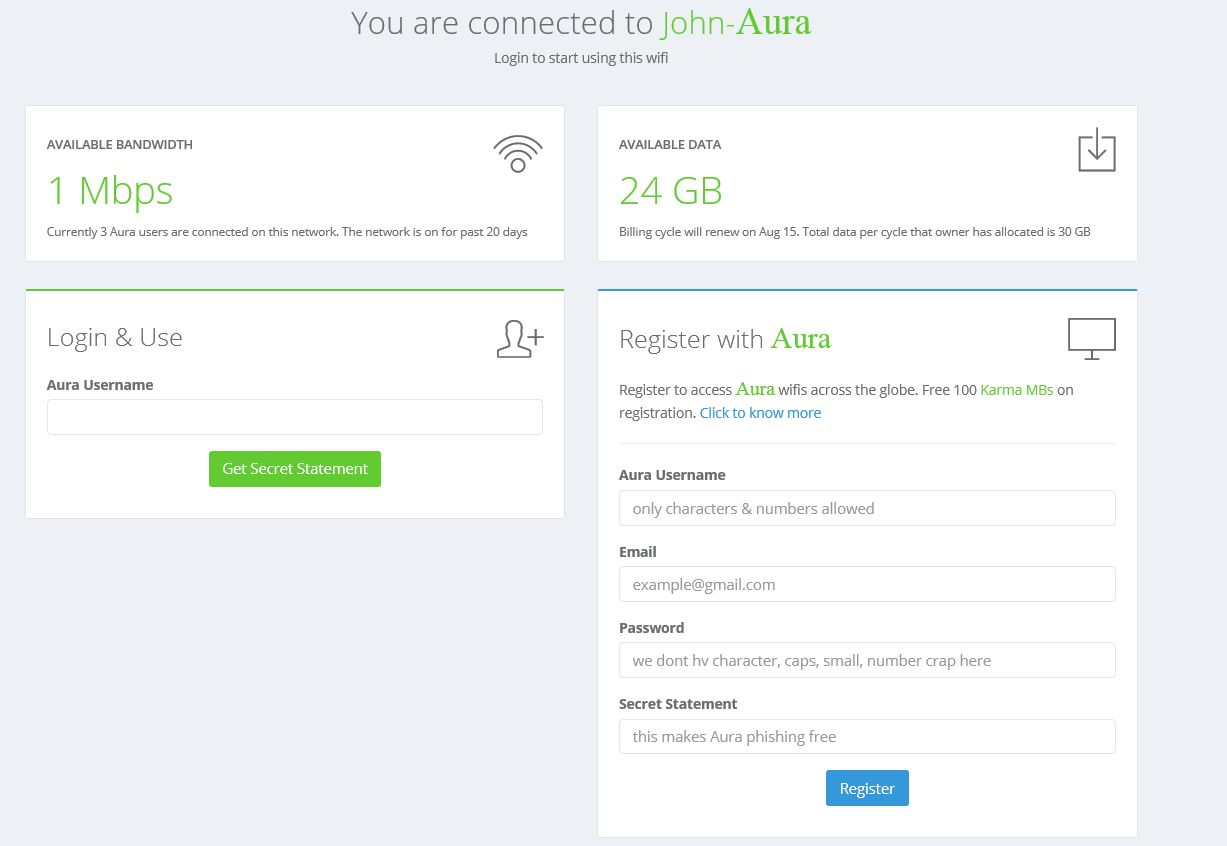 You are connected to John-Aura
Login to start using this wifi
AVAILABLE BANDWIDTH
1 Mbps
Currently 3 Aura users are connected on this network. The network is on for past 20 days
AVAILABLE DATA
24 GB
Billing cycle will renew on Aug 15. Total data per cycle that owner has allocated is 30 GB
Login & Use
Aura Username
Get Secret Statement
Register with Aura
Register to access Aura wifis across the globe. Free 100 Karma MBs on
registration. Click to know more
Aura Username
only characters & numbers allowed
Email
example@gmail.com
Password
we dont hv character, caps, small, number crap here
Secret Statement
this makes Aura phishing free
Register